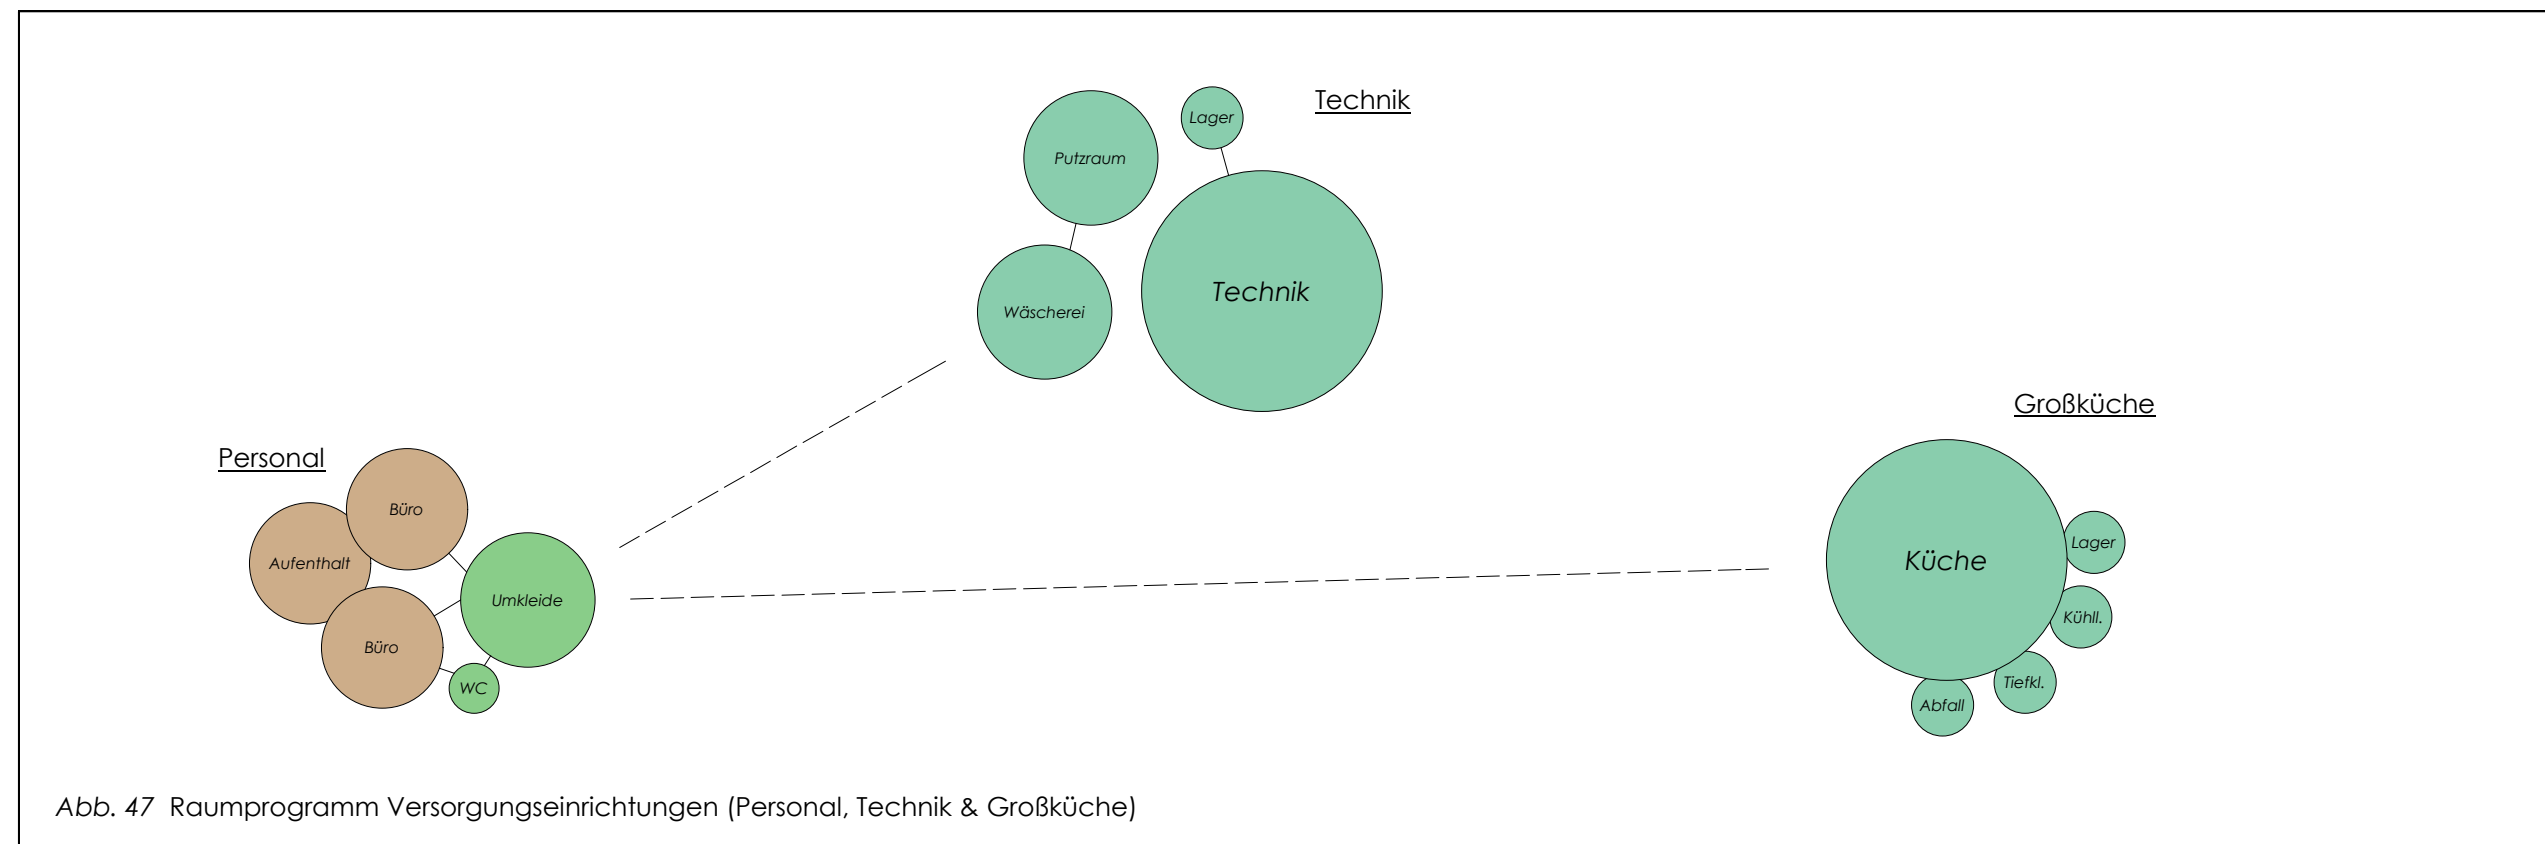 Technik
Lager
Putzraum
Technik
Wäscherei
Großküche
Küche
Lager
Kühll.
Tiefkl.
Abfall
Personal
Büro
Aufenthalt
Umkleide
Büro
WC
Abb. 47 Raumprogramm Versorgungseinrichtungen (Personal, Technik & Großküche)